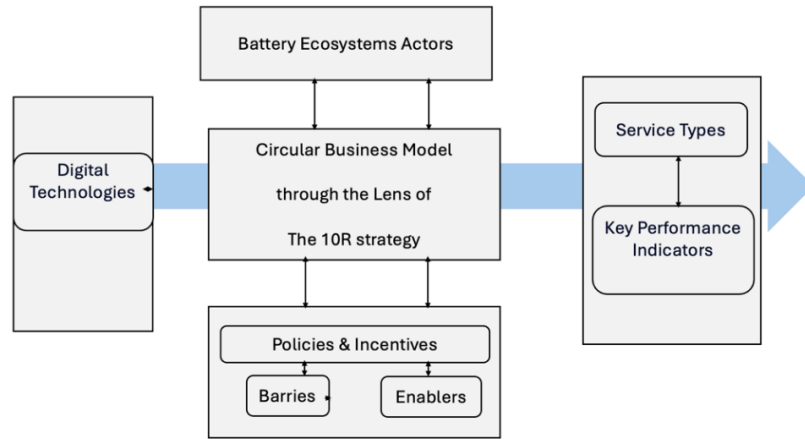 Battery Ecosystems Actors
Digital
Technologies
Circular Business Model
through the Lens of
The 10R strategy
Service Types
Key Performance
Indicators
Policies & Incentives
Barries
Enablers